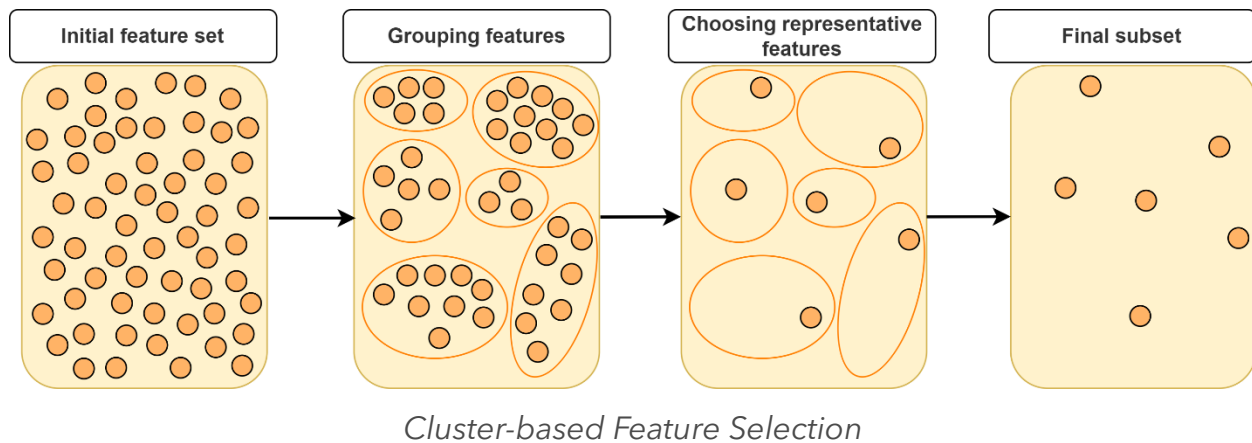 Initial feature set
Grouping features
Choosing representative
features
Final subset
Cluster-based Feature Selection